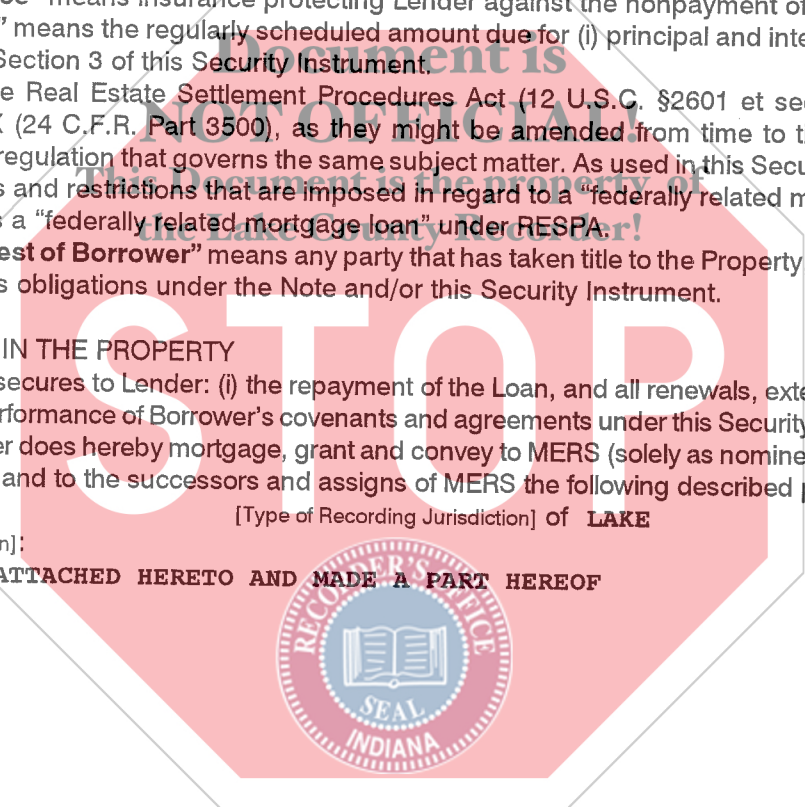 means insurance protecting Lender against the nonpayment of
" means the regularly scheduled amount due for (i) principal and inte
Section 3 of this Security Instrument.
e Real Estate Settlement Procedures Act (12 U.S.C. §2601 et se
(24 C.F.R. Part 3500), as they might be amended from time to t
regulation that governs the same subject matter. As used in this Secu
s and restrictions that are imposed in regard to a “federally related m
s a “federally related mortgage loan” under RESPA.
est of Borrower” means any party that has taken title to the Property
s obligations under the Note and/or this Security Instrument.
IN THE PROPERTY
secures to Lender: (i) the repayment of the Loan, and all renewals, exte
rformance of Borrower’s covenants and agreements under this Security
er does hereby mortgage, grant and convey to MERS (solely as nomine
and to the successors and assigns of MERS the following described
[Type of Recording Jurisdiction] of LAKE
n]:
ATTACHED HERETO AND MADE A PART HEREOF
Document is
NOT OFFICIAL!
This Document is the property of
the Lake County Recorder!
STOP
RECORDER'S OFFICE
SEAL
INDIANA